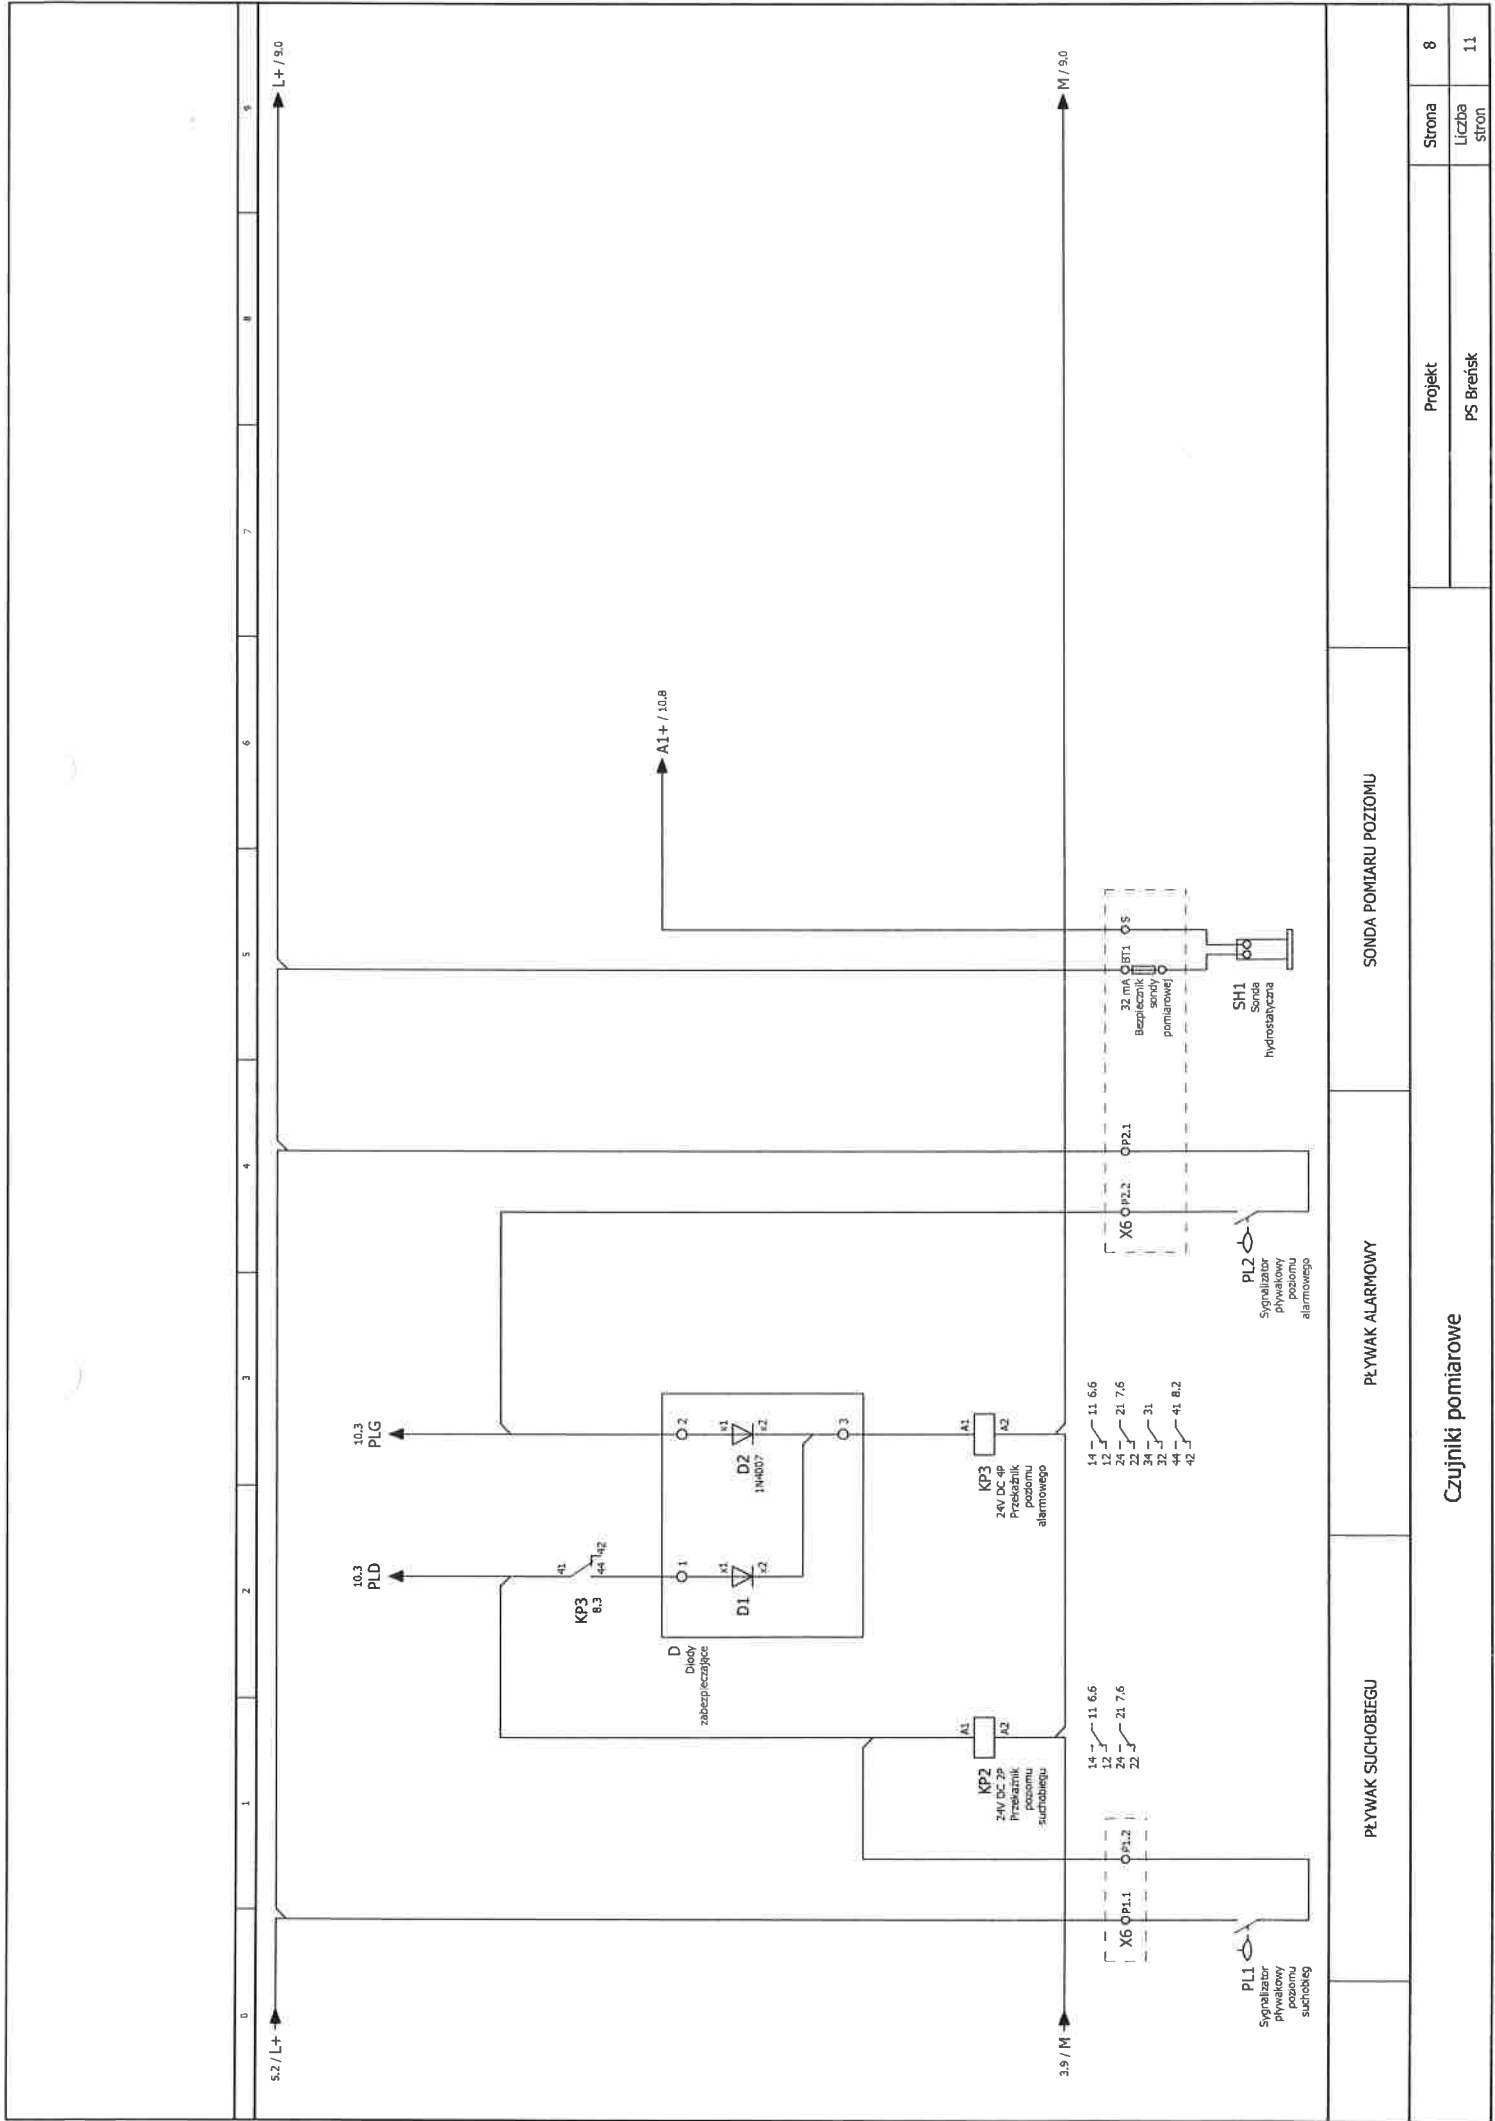 0 1 2 3 4 5 6 7 8 9
5.2 / L+
L+ / 9.0
10.3
PLD
10.3
PLG
KP3
8.3
41
44 42
D
Diody
zabezpieczające
1
2
D1
x1
x2
D2
1N4007
x1
x2
3
A1+ / 10.8
KP2
24V DC 2P
Przekaźnik
poziomu
suchobiegu
A1
A2
KP3
24V DC 4P
Przekaźnik
poziomu
alarmowego
A1
A2
3.9 / M
M / 9.0
14 11 6.6
12
24 21 7.6
22
14 11 6.6
12
24 21 7.6
22
34 31
32
44 41 8.2
42
X6 P1.1 P1.2
X6 P2.2 P2.1
32 mA BT1 S
Bezpiecznik
sondy
pomiarowej
PL1
Sygnalizator
pływakowy
poziomu
suchobieg
PL2
Sygnalizator
pływakowy
poziomu
alarmowego
SH1
Sonda
hydrostatyczna
PŁYWAK SUCHOBIEGU
PŁYWAK ALARMOWY
SONDA POMIARU POZIOMU
Czujniki pomiarowe
Projekt
PS Breńsk
Strona 8
Liczba
stron
11